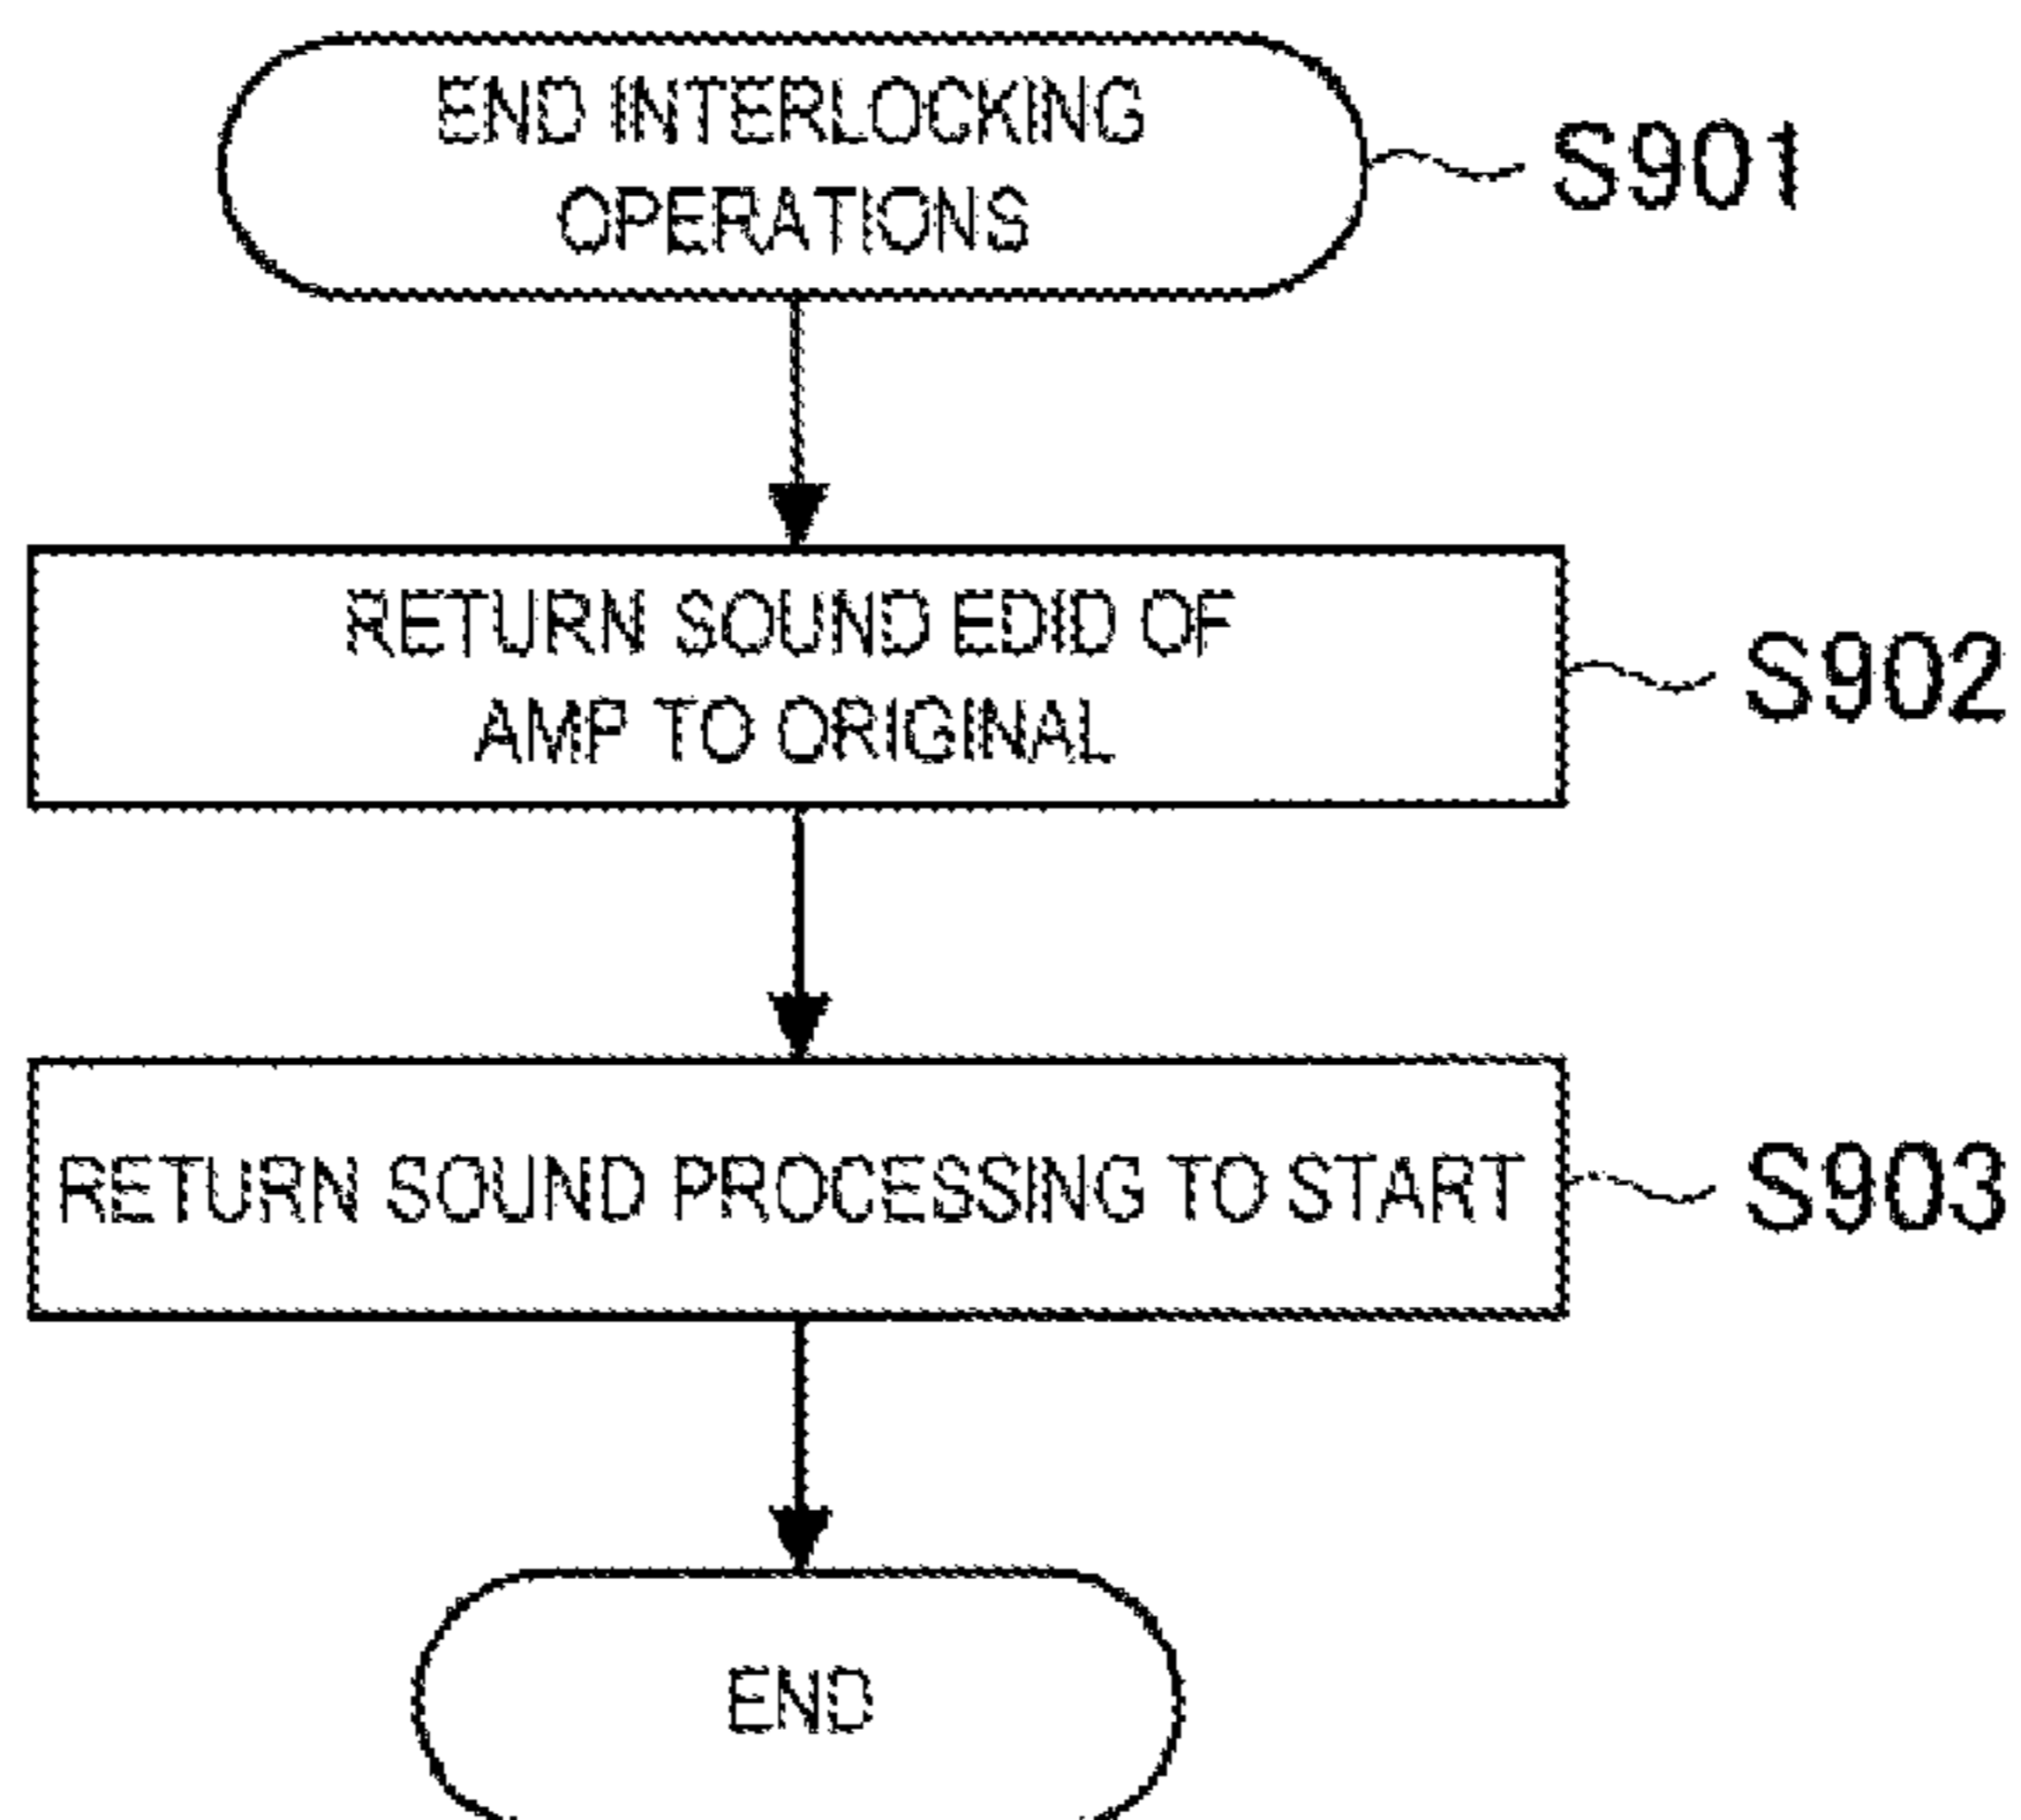 END INTERLOCKING
OPERATIONS
S901
RETURN SOUND EDID OF
AMP TO ORIGINAL
S902
RETURN SOUND PROCESSING TO START
S903
END